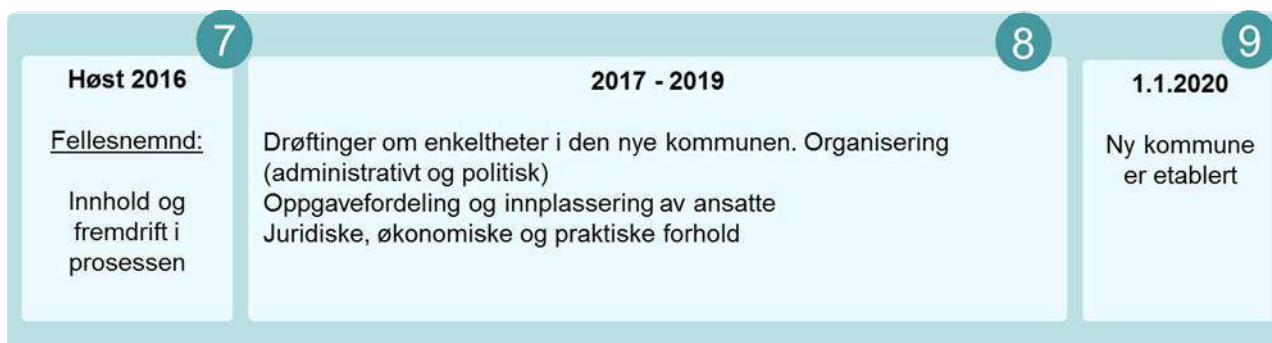 7
Høst 2016
Fellesnemnd:
Innhold og
fremdrift i
prosessen
8
2017 - 2019
Drøftinger om enkeltheter i den nye kommunen. Organisering
(administrativt og politisk)
Oppgavefordeling og innplassering av ansatte
Juridiske, økonomiske og praktiske forhold
9
1.1.2020
Ny kommune
er etablert